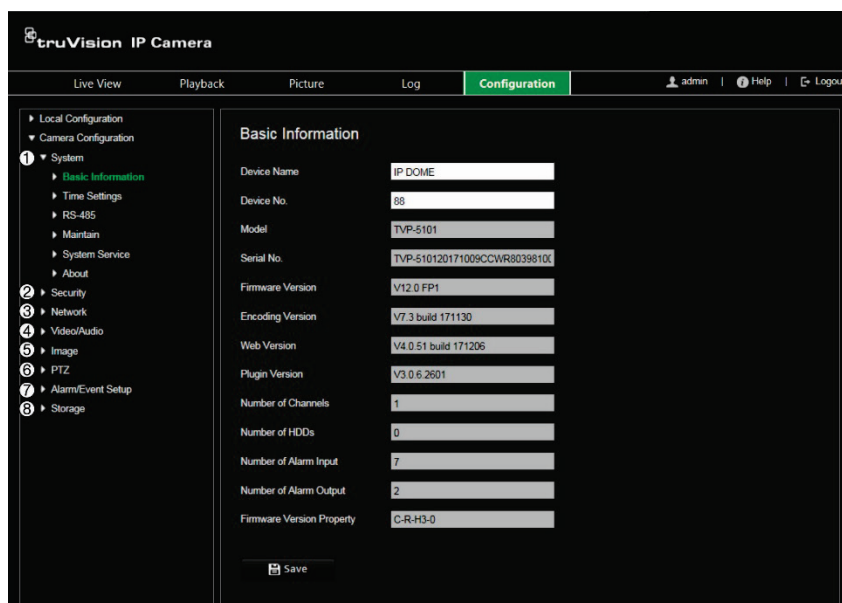 truVision IP Camera
Live View Playback Picture Log Configuration admin | Help | Logou
Local Configuration
Camera Configuration
1 System
Basic Information
Time Settings
RS-485
Maintain
System Service
About
2 Security
3 Network
4 Video/Audio
5 Image
6 PTZ
7 Alarm/Event Setup
8 Storage
Basic Information
Device Name IP DOME
Device No. 88
Model TVP-5101
Serial No. TVP-510120171009CCWR8039810(
Firmware Version V12.0 FP1
Encoding Version V7.3 build 171130
Web Version V4.0.51 build 171206
Plugin Version V3.0.6.2601
Number of Channels 1
Number of HDDs 0
Number of Alarm Input 7
Number of Alarm Output 2
Firmware Version Property C-R-H3-0
Save